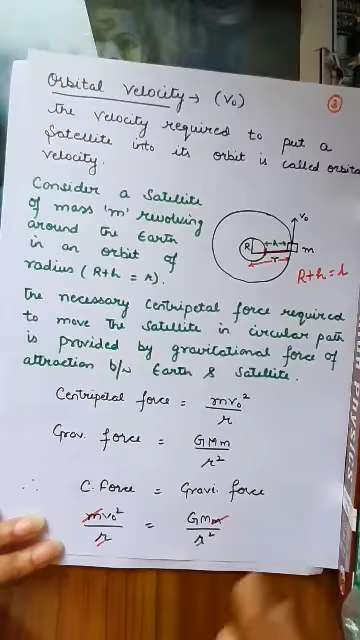 Orbital Velocity → (V₀)
3
The Velocity required to put a
Satellite into its orbit is called orbital
velocity.
Consider a Satellite
of mass 'm' revolving
around the Earth
in an orbit of
radius (R+h = r).
V₀
R
h
m
r
R+h = r
The necessary Centripetal force required
to move the Satellite in circular path
is provided by gravitational force of
attraction b/w Earth & Satellite.
Centripetal force = mv₀²/r
Grav. force = GMm/r²
∴ C. Force = Gravi. force
mv₀²/r = GMm/r²